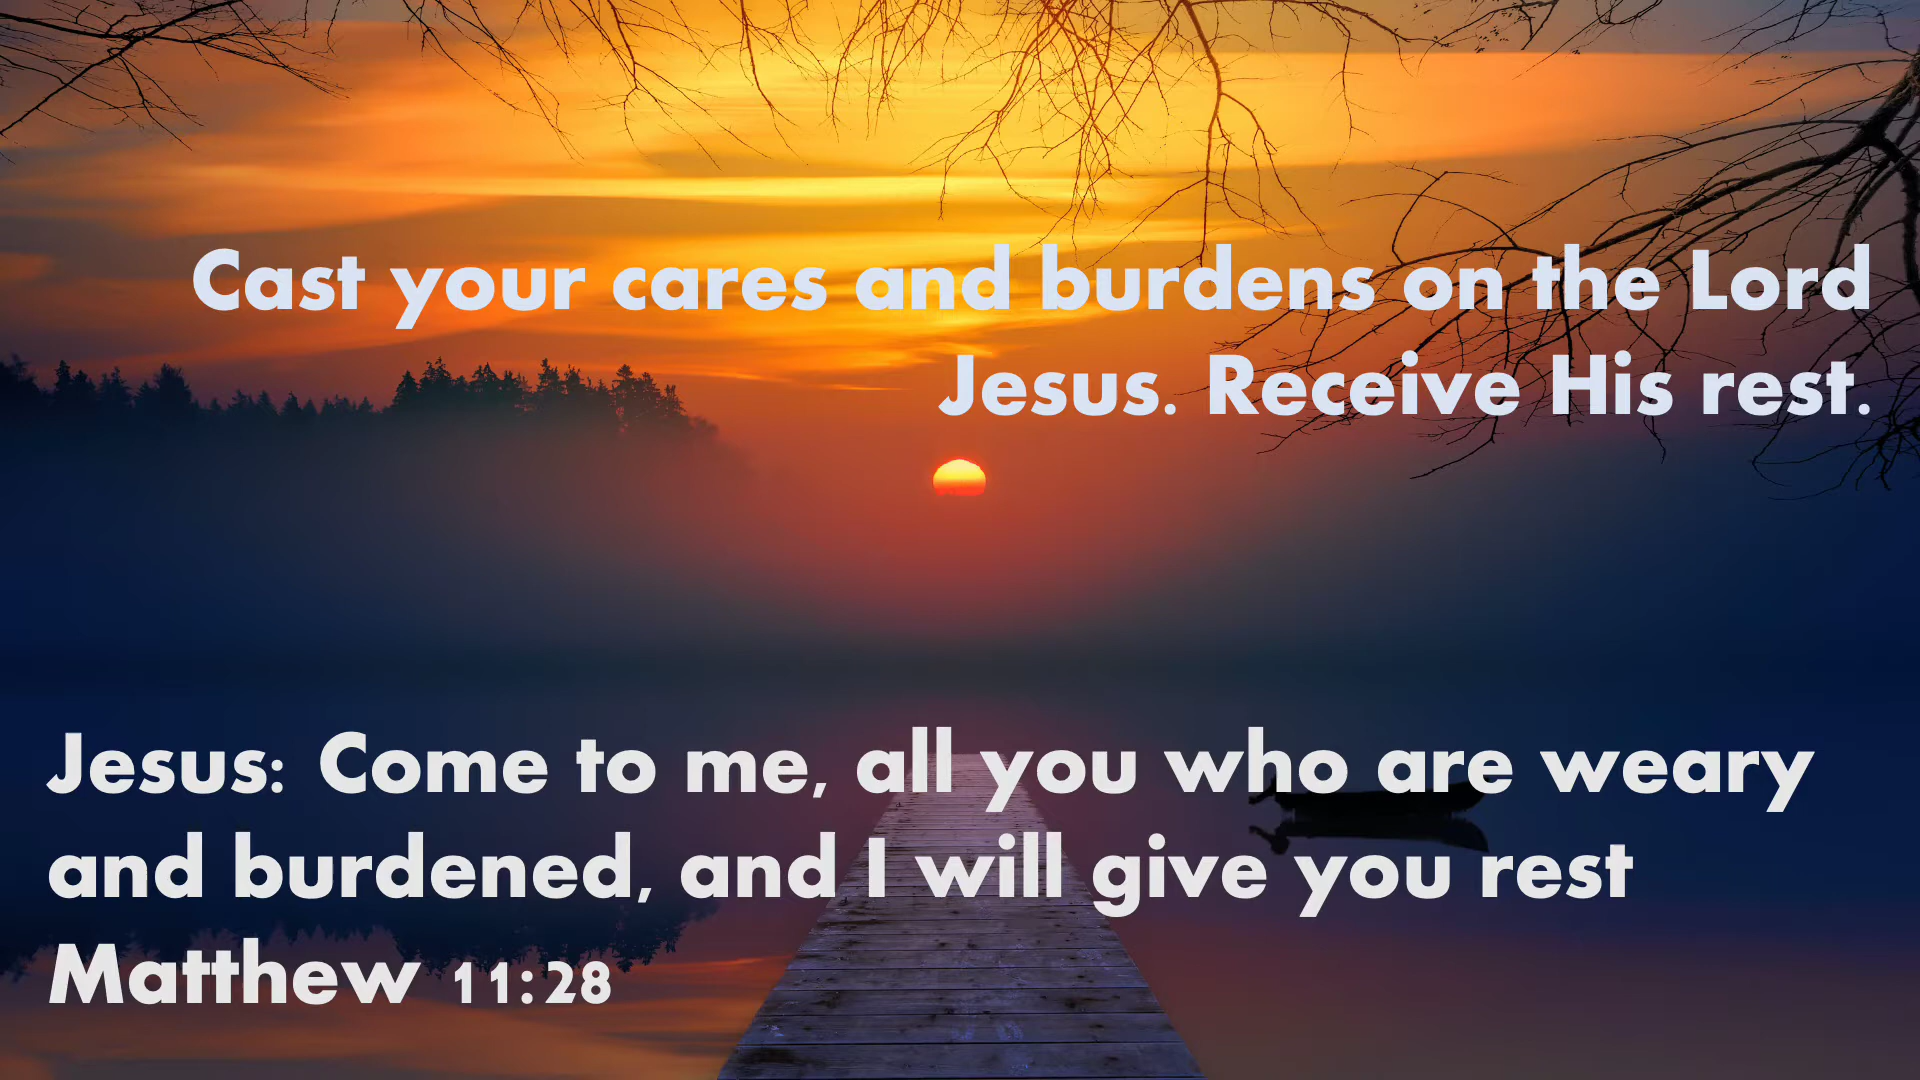 Cast your cares and burdens on the Lord
Jesus. Receive His rest.
Jesus: Come to me, all you who are weary
and burdened, and I will give you rest
Matthew 11:28